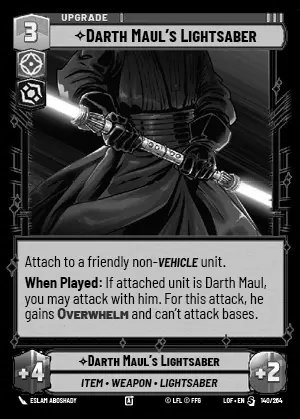 UPGRADE
3
✧DARTH MAUL'S LIGHTSABER
Attach to a friendly non-VEHICLE unit.
When Played: If attached unit is Darth Maul,
you may attack with him. For this attack, he
gains OVERWHELM and can't attack bases.
✧DARTH MAUL'S LIGHTSABER
+4
ITEM • WEAPON • LIGHTSABER
+2
ESLAM ABOSHADY
Ⓒ LFL Ⓟ FFG
LOF • EN
140/264